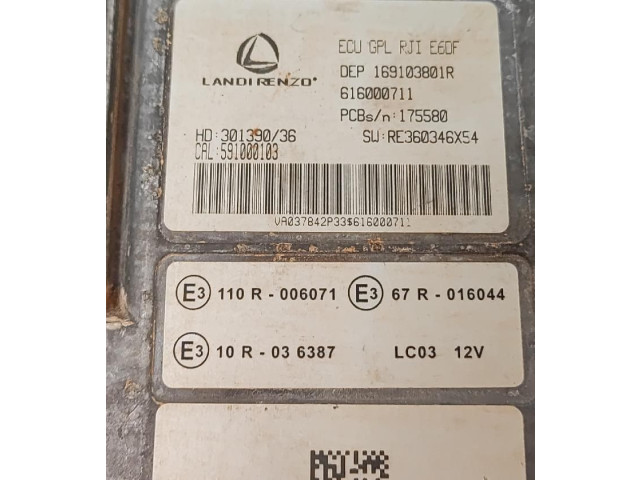 LANDIRENZO®
ECU GPL RJI E6DF
DEP 169103801R
616000711
PCBs/n: 175580
HD: 301390/36 SW: RE360346X54
CAL: 591000103
VA037842P33$616000711
E3 110 R - 006071 E3 67 R - 016044
E3 10 R - 03 6387 LC03 12V